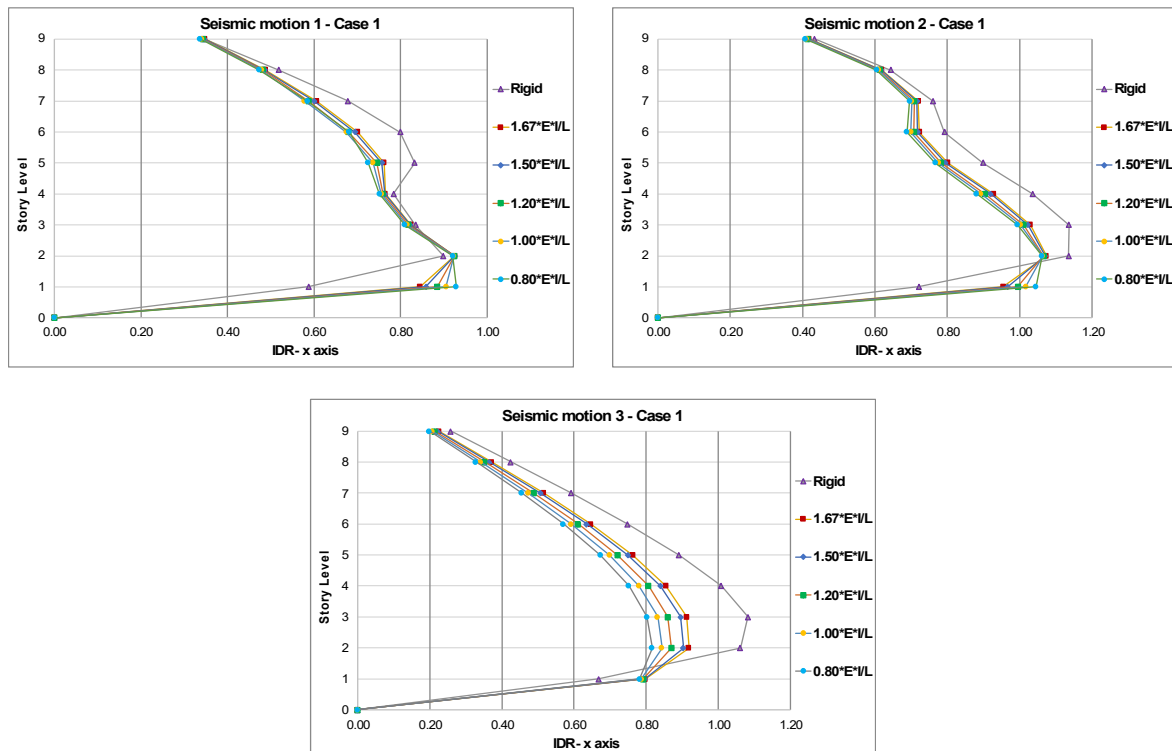 Seismic motion 1 - Case 1
9
8
7
6
5
4
3
2
1
0
Story Level
0.00 0.20 0.40 0.60 0.80 1.00
IDR- x axis
Rigid
1.67*E*I/L
1.50*E*I/L
1.20*E*I/L
1.00*E*I/L
0.80*E*I/L
Seismic motion 2 - Case 1
9
8
7
6
5
4
3
2
1
0
Story Level
0.00 0.20 0.40 0.60 0.80 1.00 1.20
IDR- x axis
Rigid
1.67*E*I/L
1.50*E*I/L
1.20*E*I/L
1.00*E*I/L
0.80*E*I/L
Seismic motion 3 - Case 1
9
8
7
6
5
4
3
2
1
0
Story Level
0.00 0.20 0.40 0.60 0.80 1.00 1.20
IDR- x axis
Rigid
1.67*E*I/L
1.50*E*I/L
1.20*E*I/L
1.00*E*I/L
0.80*E*I/L